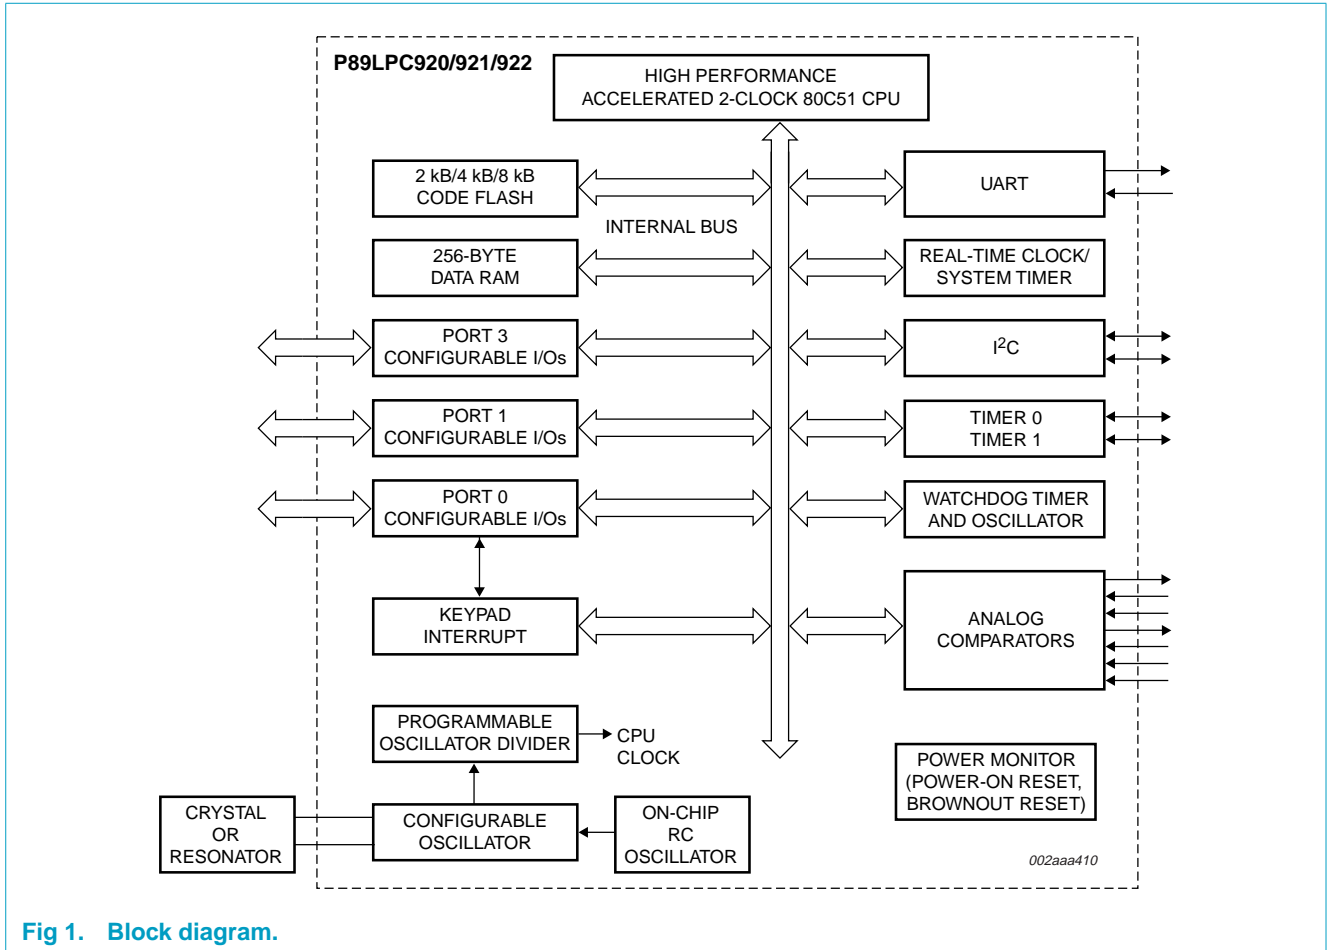 P89LPC920/921/922
HIGH PERFORMANCE
ACCELERATED 2-CLOCK 80C51 CPU
2 kB/4 kB/8 kB
CODE FLASH
UART
INTERNAL BUS
256-BYTE
DATA RAM
REAL-TIME CLOCK/
SYSTEM TIMER
PORT 3
CONFIGURABLE I/Os
I²C
PORT 1
CONFIGURABLE I/Os
TIMER 0
TIMER 1
PORT 0
CONFIGURABLE I/Os
WATCHDOG TIMER
AND OSCILLATOR
KEYPAD
INTERRUPT
ANALOG
COMPARATORS
PROGRAMMABLE
OSCILLATOR DIVIDER
CPU
CLOCK
POWER MONITOR
(POWER-ON RESET,
BROWNOUT RESET)
CRYSTAL
OR
RESONATOR
CONFIGURABLE
OSCILLATOR
ON-CHIP
RC
OSCILLATOR
002aaa410
Fig 1. Block diagram.